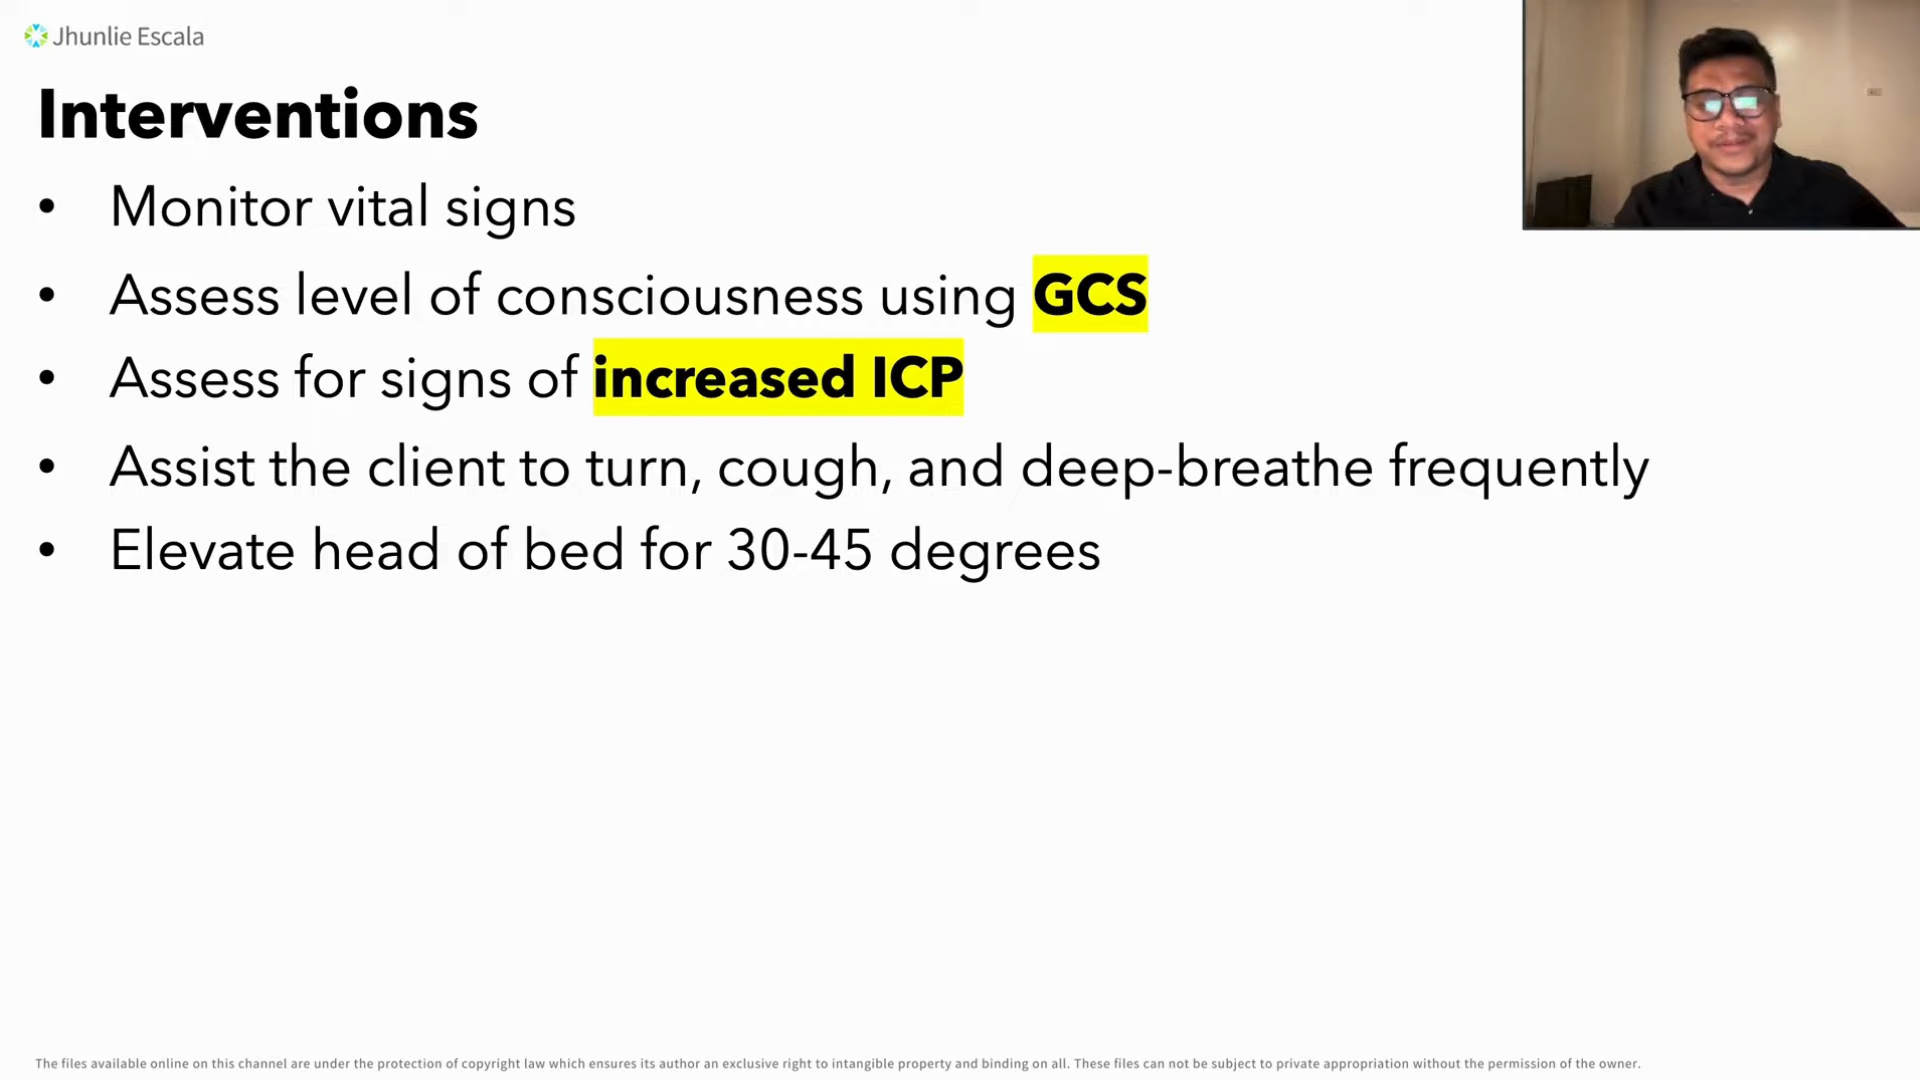 Jhunlie Escala
Interventions
• Monitor vital signs
• Assess level of consciousness using GCS
• Assess for signs of increased ICP
• Assist the client to turn, cough, and deep-breathe frequently
• Elevate head of bed for 30-45 degrees
The files available online on this channel are under the protection of copyright law which ensures its author an exclusive right to intangible property and binding on all. These files can not be subject to private appropriation without the permission of the owner.